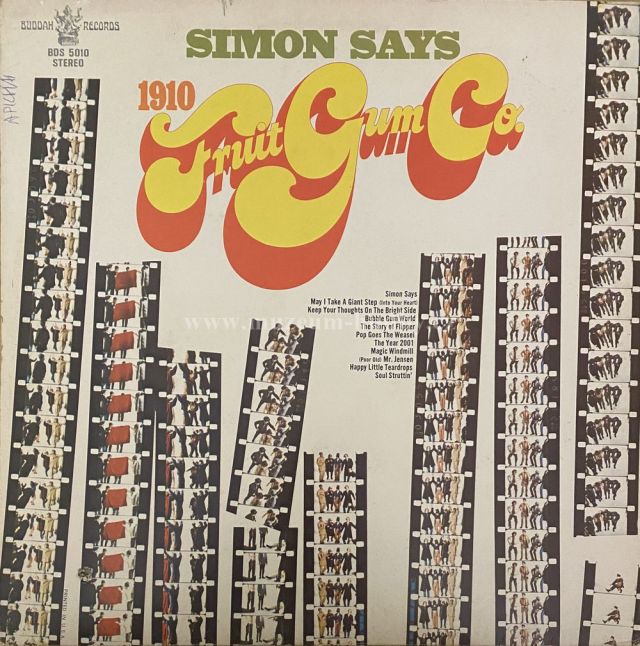 BUDDAH RECORDS
BDS 5010
STEREO
SIMON SAYS
1910
Fruit Gum Co.
Simon Says
May I Take A Giant Step (Into Your Heart)
Keep Your Thoughts On The Bright Side
Bubble Gum World
The Story of Flipper
Pop Goes The Weasel
The Year 2001
Magic Windmill
(Poor Old) Mr. Jensen
Happy Little Teardrops
Soul Struttin'